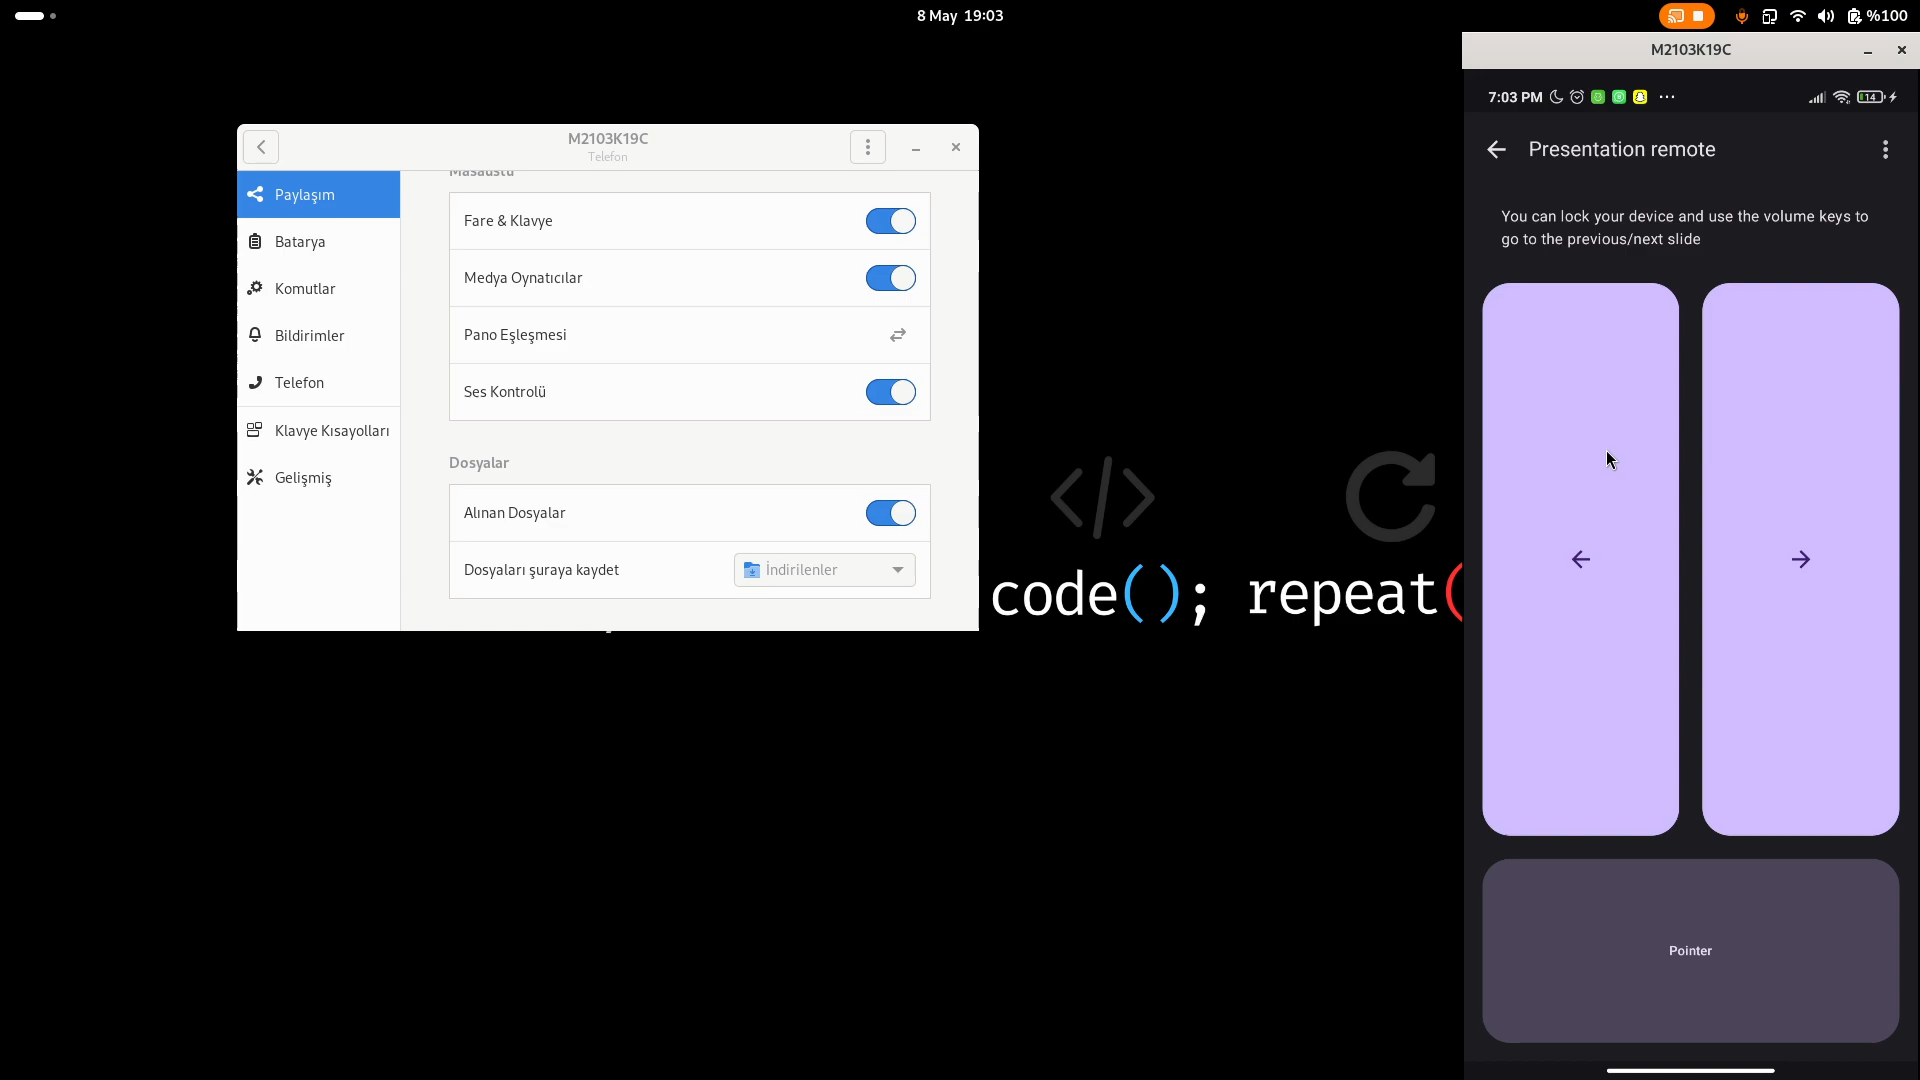 8 May 19:03
%100
M2103K19C
Telefon
Paylaşım
Batarya
Komutlar
Bildirimler
Telefon
Klavye Kısayolları
Gelişmiş
Masaüstü
Fare & Klavye
Medya Oynatıcılar
Pano Eşleşmesi
Ses Kontrolü
Dosyalar
Alınan Dosyalar
Dosyaları şuraya kaydet
İndirilenler
code(); repeat(
M2103K19C
7:03 PM
14
Presentation remote
You can lock your device and use the volume keys to
go to the previous/next slide
Pointer